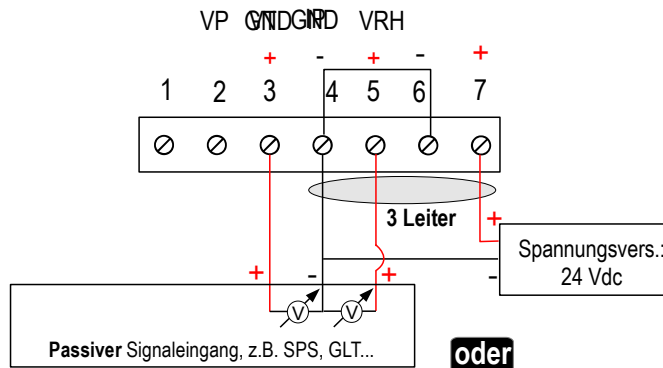 VP VRH
+ - + - +
1 2 3 4 5 6 7
3 Leiter
+
Spannungsvers.:
24 Vdc
-
+ - +
V V
Passiver Signaleingang, z.B. SPS, GLT...
oder